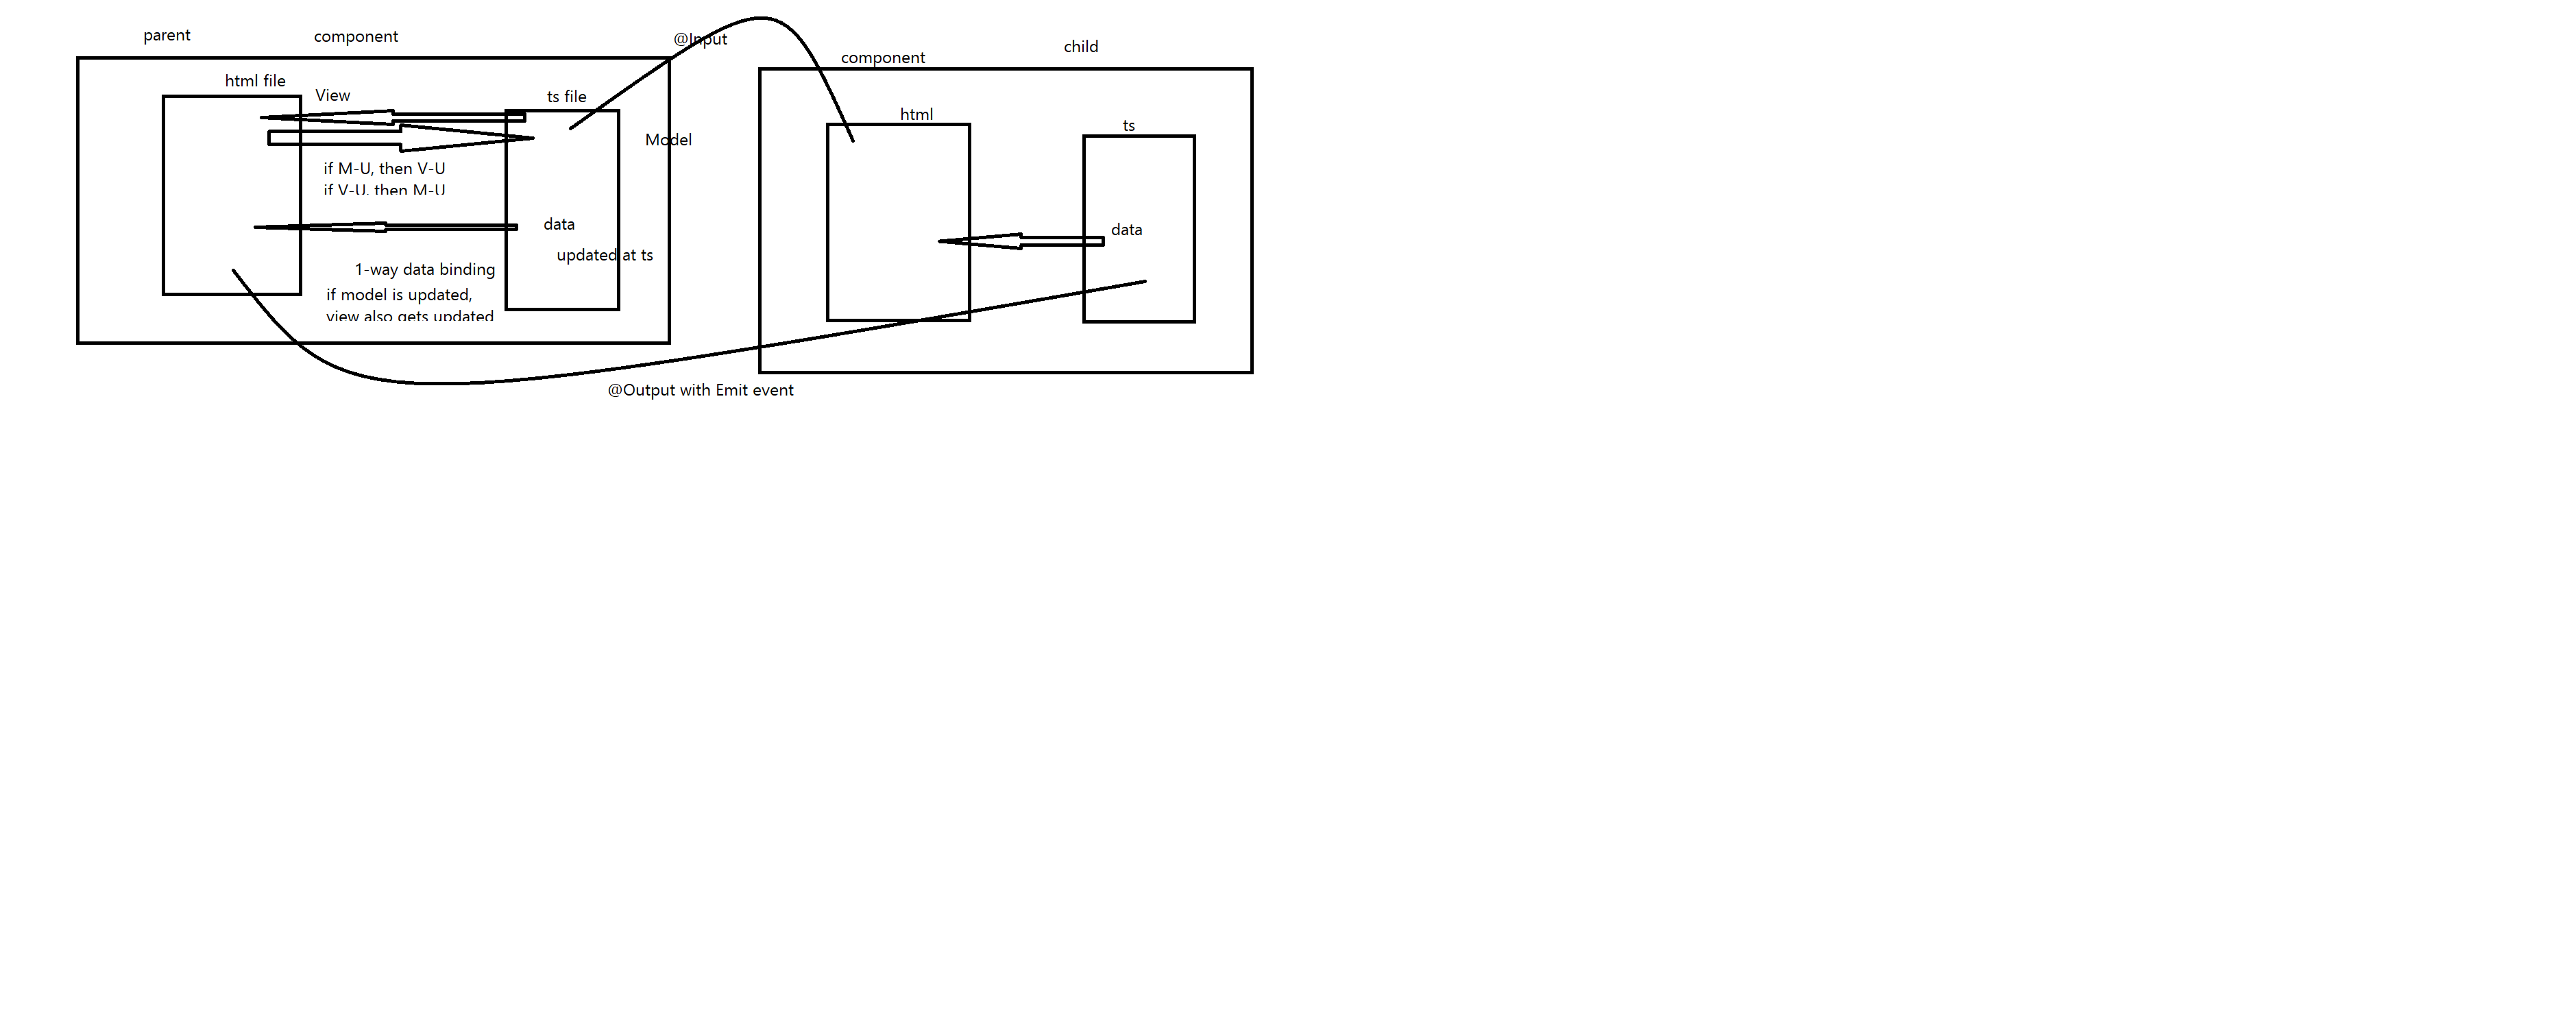 parent
component
@Input
html file
View
ts file
Model
if M-U, then V-U
if V-U, then M-U
data
updated at ts
1-way data binding
if model is updated,
view also gets updated
component
child
html
ts
data
@Output with Emit event